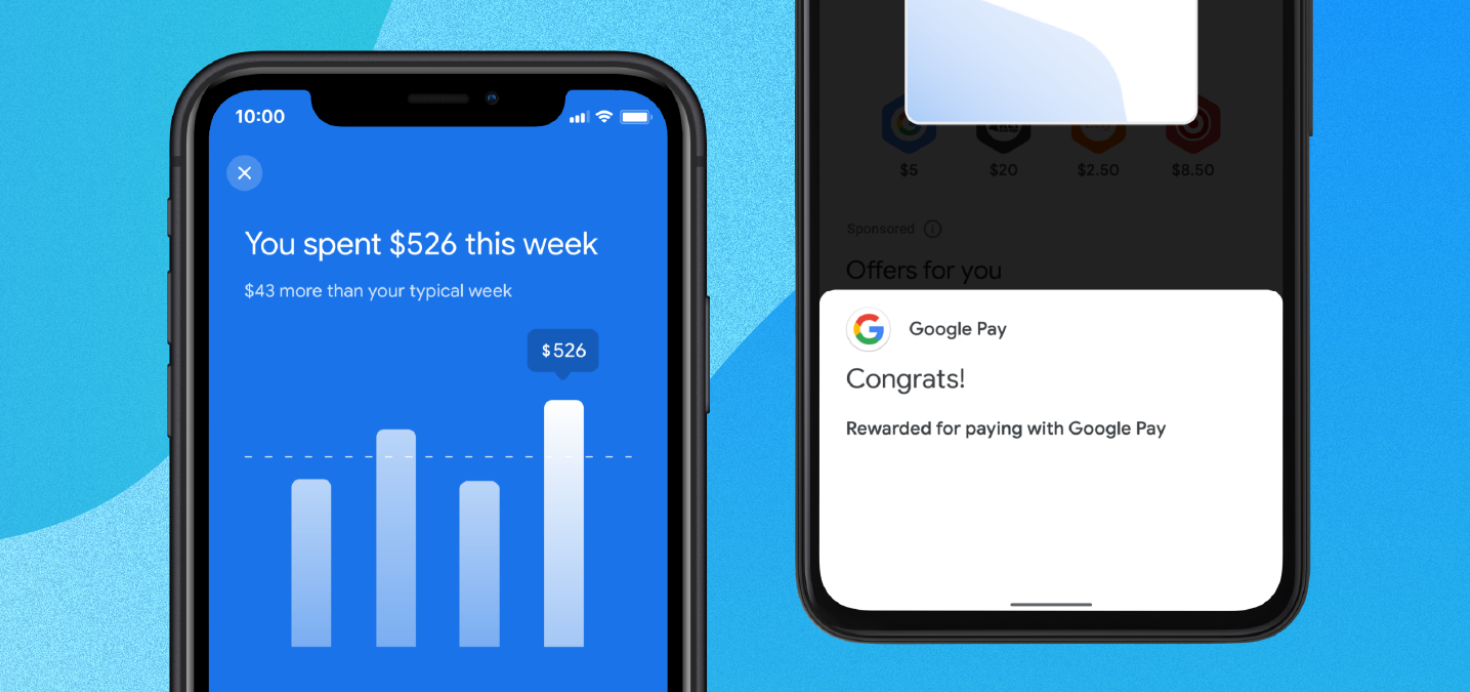 10:00
You spent $526 this week
$43 more than your typical week
$526
$5
$20
$2.50
$8.50
Sponsored
Offers for you
Google Pay
Congrats!
Rewarded for paying with Google Pay